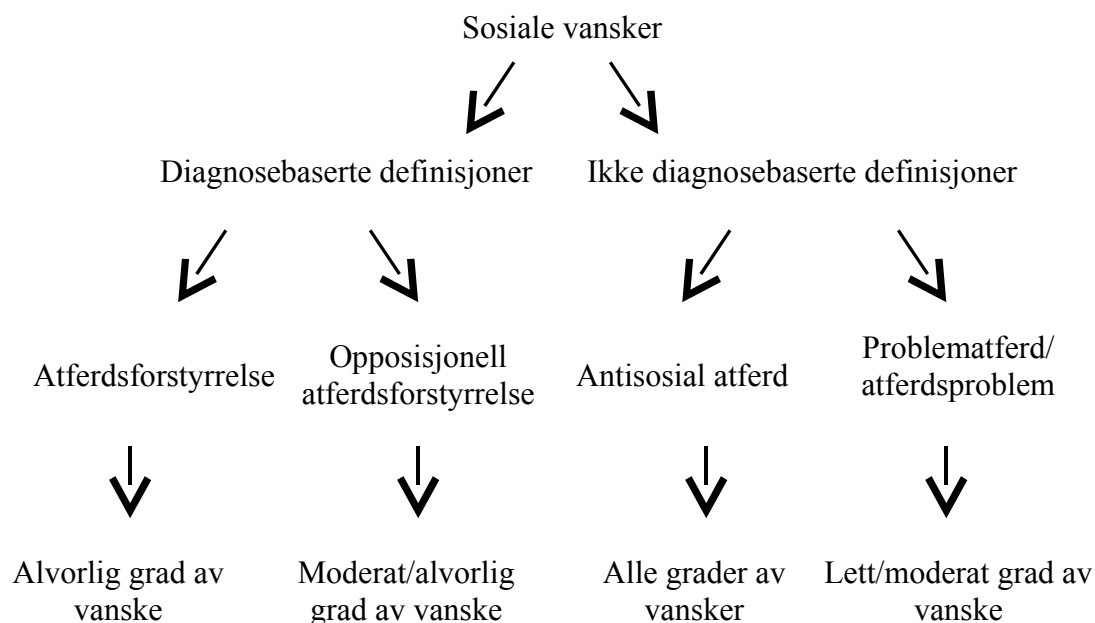 Sosiale vansker
Diagnosebaserte definisjoner
Ikke diagnosebaserte definisjoner
Atferdsforstyrrelse
Opposisjonell
atferdsforstyrrelse
Antisosial atferd
Problematferd/
atferdsproblem
Alvorlig grad av
vanske
Moderat/alvorlig
grad av vanske
Alle grader av
vansker
Lett/moderat grad av
vanske